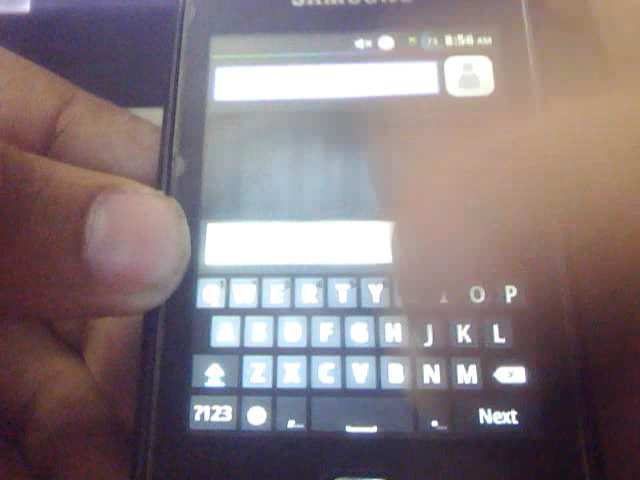 SAMSUNG
8:56 AM
Q W E R T Y O P
A S D F G H J K L
Z X C V B N M
?123 Next